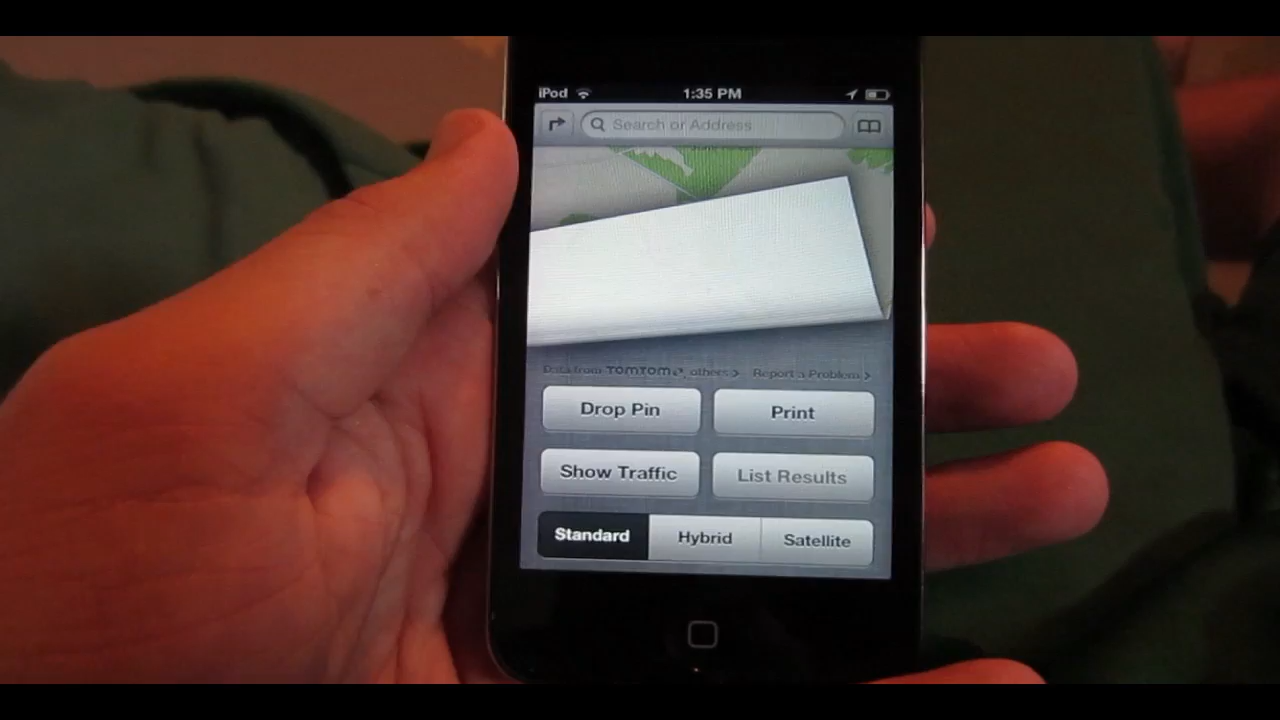 iPod 1:35 PM
Search or Address
Data from TomTom, others > Report a Problem >
Drop Pin Print
Show Traffic List Results
Standard Hybrid Satellite